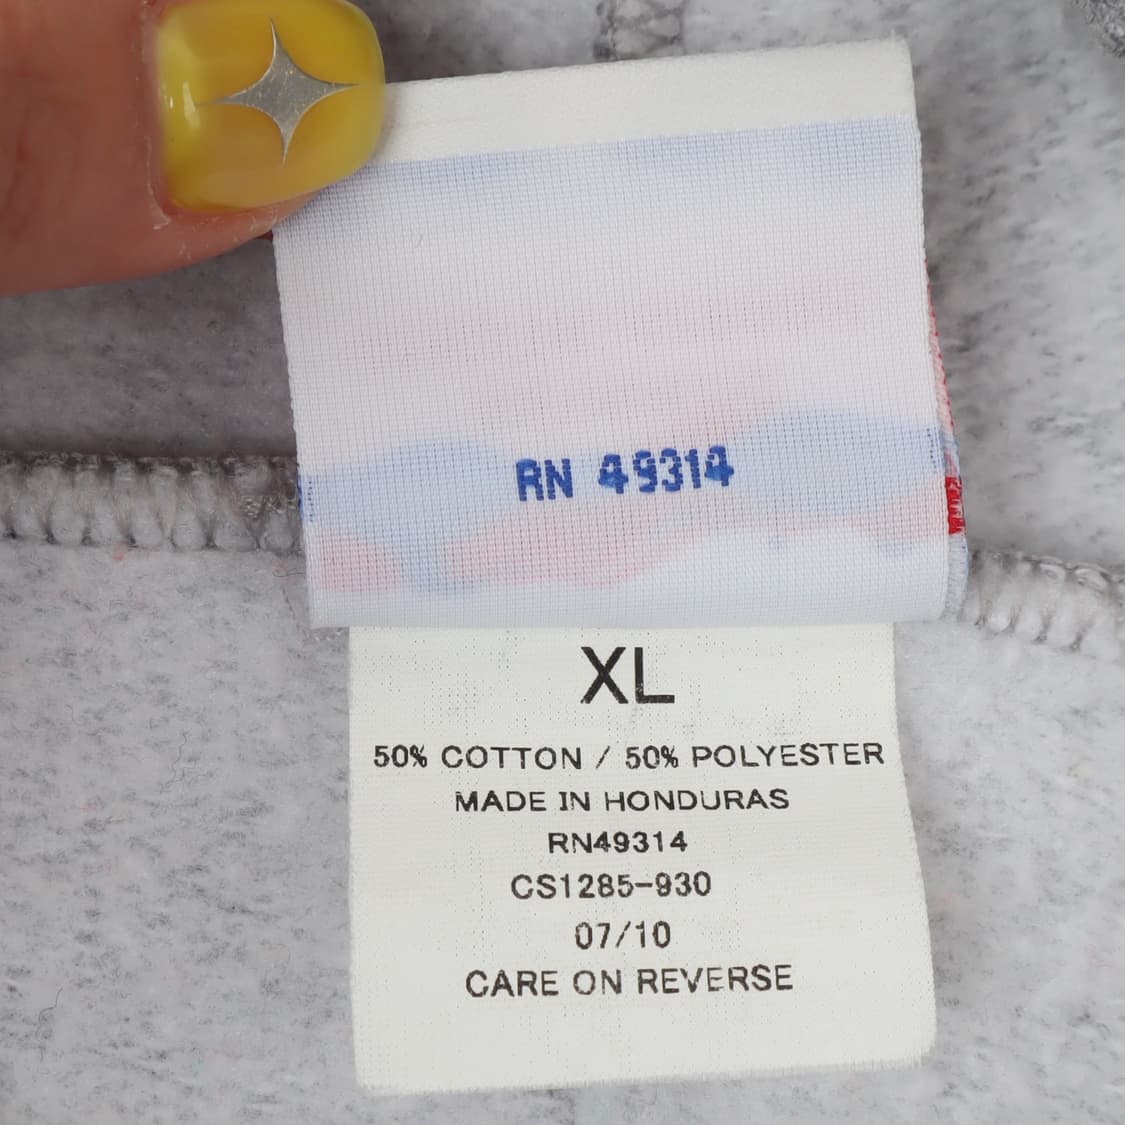 RN 49314
XL
50% COTTON / 50% POLYESTER
MADE IN HONDURAS
RN49314
CS1285-930
07/10
CARE ON REVERSE